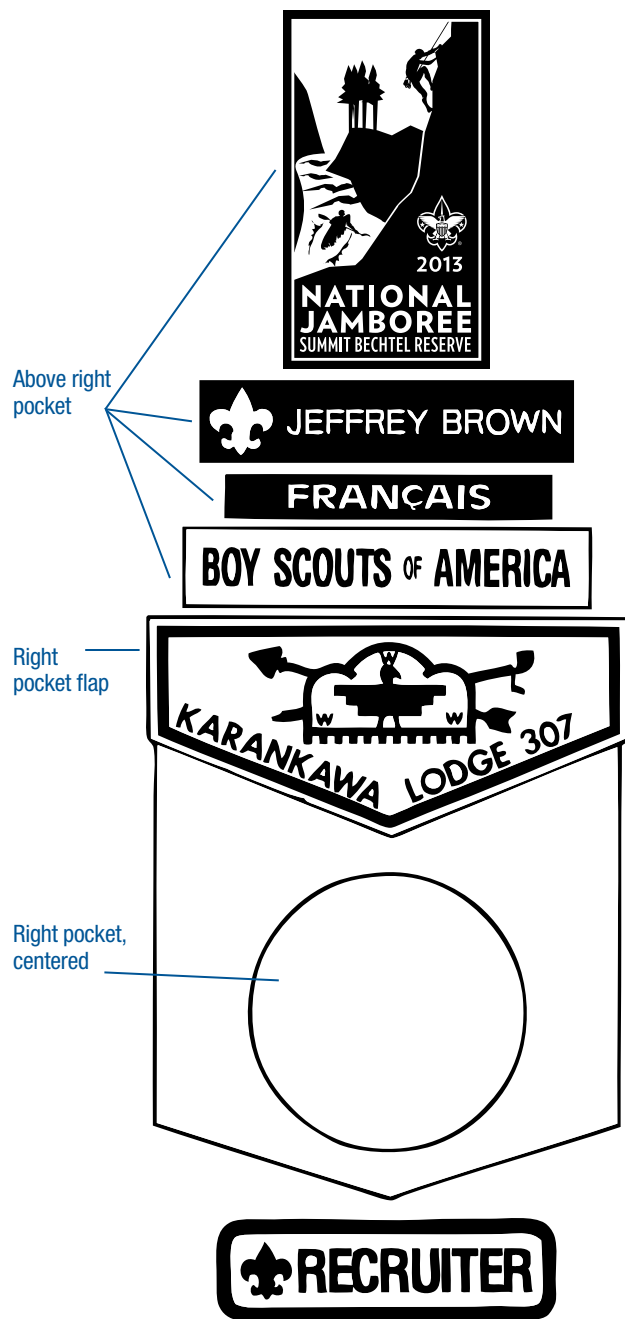 2013
NATIONAL
JAMBOREE
SUMMIT BECHTEL RESERVE
Above right
pocket
JEFFREY BROWN
FRANÇAIS
BOY SCOUTS OF AMERICA
Right
pocket flap
W
W W
KARANKAWA LODGE 307
Right pocket,
centered
RECRUITER